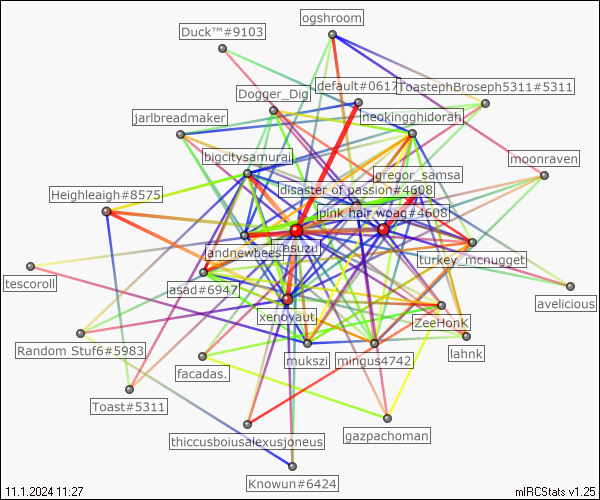 ogshroom
Duck™#9103
default#0617
ToastephBroseph5311#5311
Dogger_Dig
jarlbreadmaker
neokingghidorah
bigcitysamurai
moonraven
gregor_samsa
Heighleaigh#8575
disaster of passion#4608
pink hair woag#4608
andnewbees
asuzu
turkey_mcnugget
tescoroll
asad#6947
avelicious
xenovaut
ZeeHonK
Random Stuf6#5983
mukszi
mingus4742
lahnk
facadas.
Toast#5311
thiccusboiusalexusjoneus
gazpachoman
Knowun#6424
11.1.2024 11:27
mIRCStats v1.25